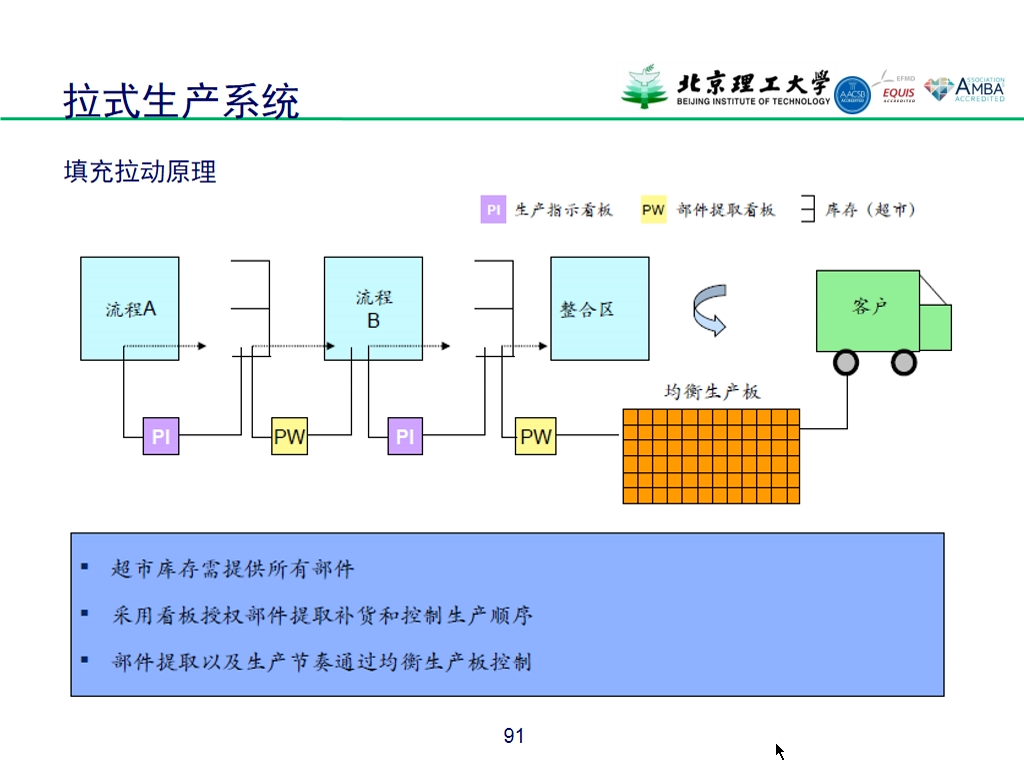 拉式生产系统
北京理工大学
BEIJING INSTITUTE OF TECHNOLOGY
AACSB
ACCREDITED
EFMD
EQUIS
ACCREDITED
ASSOCIATION
AMBA
ACCREDITED
填充拉动原理
PI 生产指示看板
PW 部件提取看板
库存（超市）
流程A
流程
B
整合区
客户
均衡生产板
PI
PW
PI
PW
▪ 超市库存需提供所有部件
▪ 采用看板授权部件提取补货和控制生产顺序
▪ 部件提取以及生产节奏通过均衡生产板控制
91